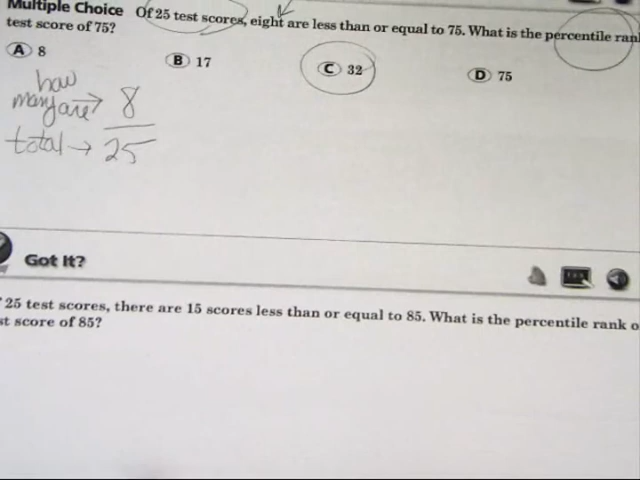 Multiple Choice Of 25 test scores, eight are less than or equal to 75. What is the percentile
test score of 75?
A 8
B 17
C 32
D 75
how
many are → 8
total → 25
Got It?
25 test scores, there are 15 scores less than or equal to 85. What is the percentile rank
score of 85?